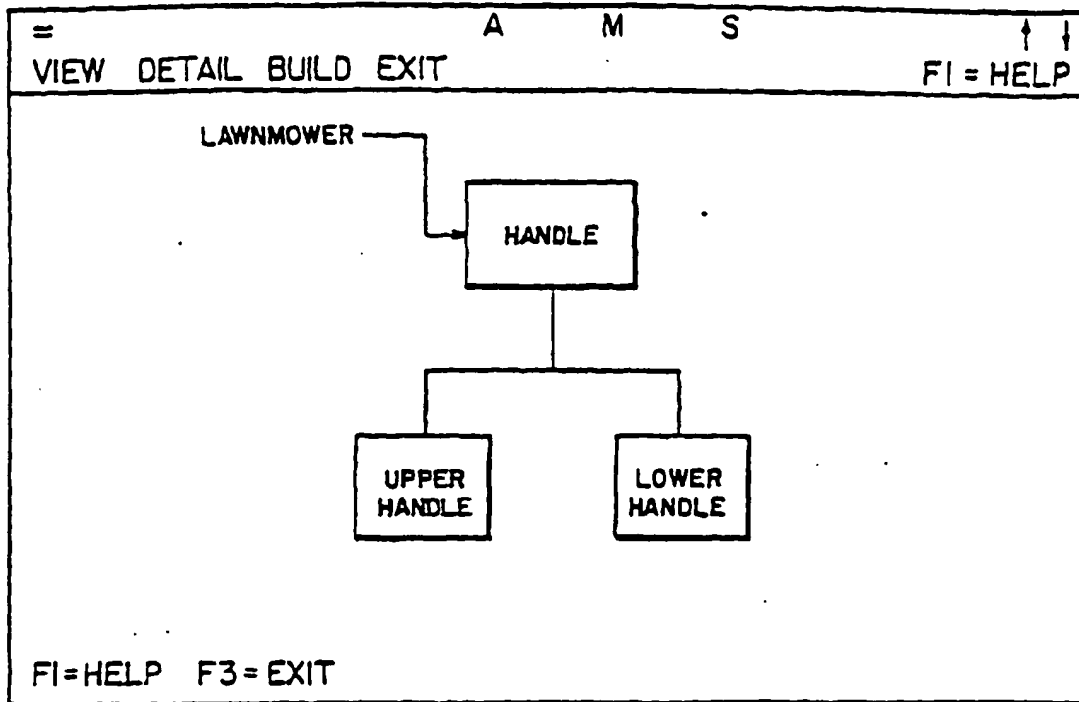 = A M S ↑ ↓
VIEW DETAIL BUILD EXIT F1 = HELP
LAWNMOWER
HANDLE
UPPER
HANDLE
LOWER
HANDLE
F1=HELP F3=EXIT